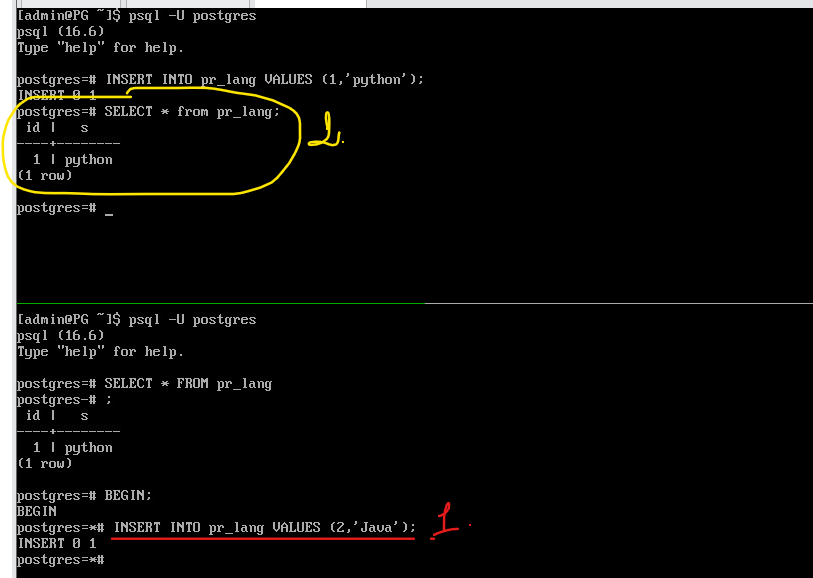 [admin@PG ~]$ psql -U postgres
psql (16.6)
Type "help" for help.
postgres=# INSERT INTO pr_lang VALUES (1,'python');
INSERT 0 1
postgres=# SELECT * from pr_lang;
 id |   s
----+--------
  1 | python
(1 row)
2.
postgres=# _
[admin@PG ~]$ psql -U postgres
psql (16.6)
Type "help" for help.
postgres=# SELECT * FROM pr_lang
postgres-# ;
 id |   s
----+--------
  1 | python
(1 row)
postgres=# BEGIN;
BEGIN
postgres=*# INSERT INTO pr_lang VALUES (2,'Java'); 1.
INSERT 0 1
postgres=*#